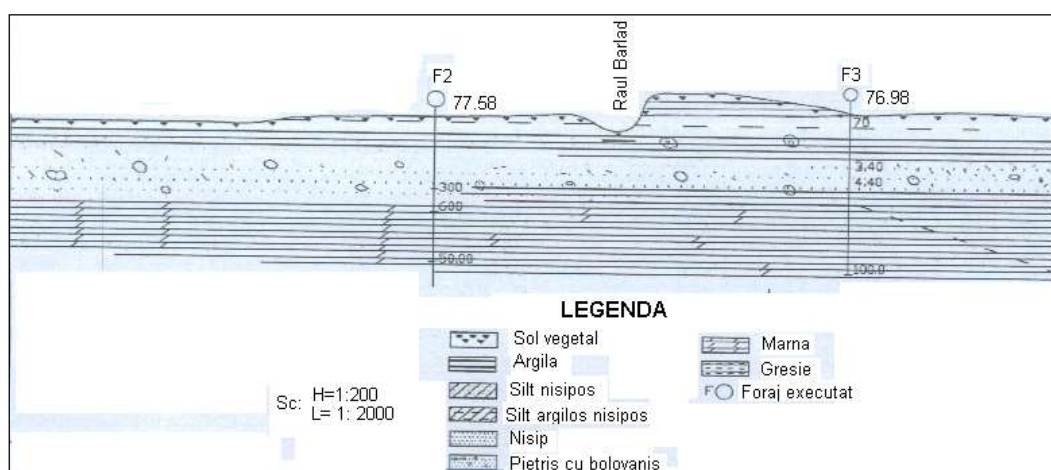 Raul Barlad
F2
77.58
F3
76.98
70
3.40
4.40
300
600
50.00
100.0
LEGENDA
Sol vegetal
Argila
Silt nisipos
Silt argilos nisipos
Nisip
Pietris cu bolovanis
Marna
Gresie
F Foraj executat
Sc: H=1:200
L= 1: 2000